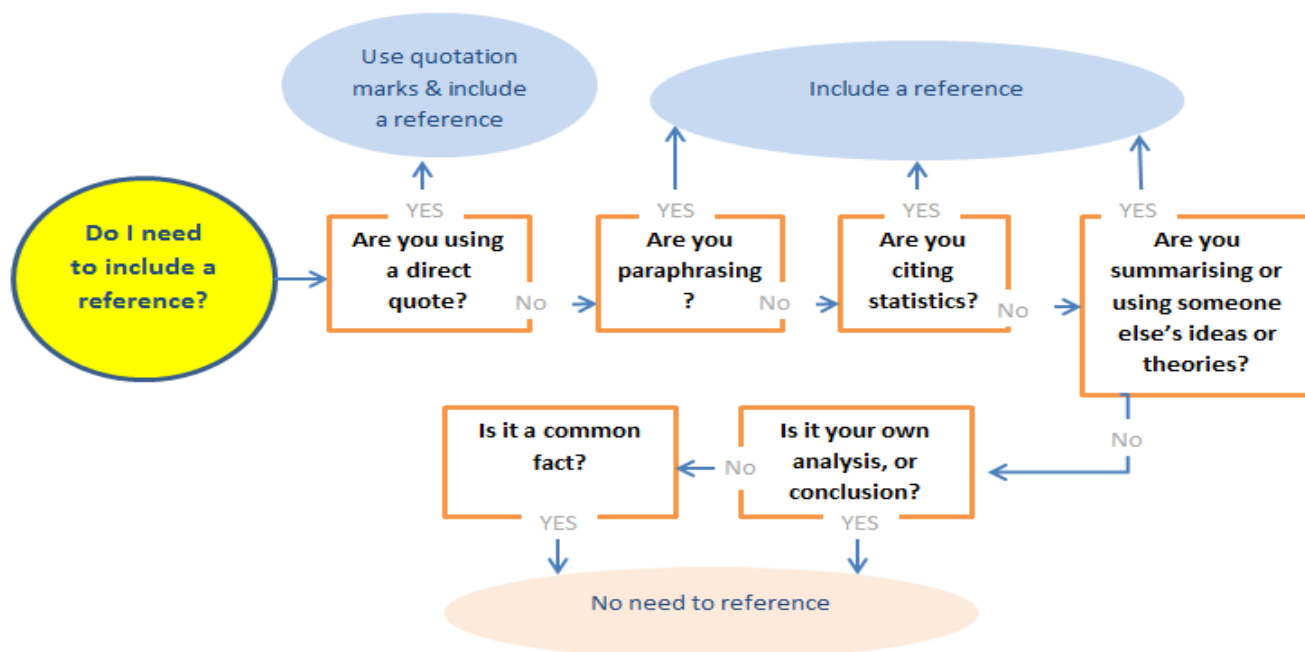 Use quotation
marks & include
a reference
Include a reference
Do I need
to include a
reference?
YES
Are you using
a direct
quote?
No
YES
Are you
paraphrasing
?
No
YES
Are you
citing
statistics?
No
YES
Are you
summarising or
using someone
else’s ideas or
theories?
No
Is it your own
analysis, or
conclusion?
No
YES
Is it a common
fact?
YES
No need to reference